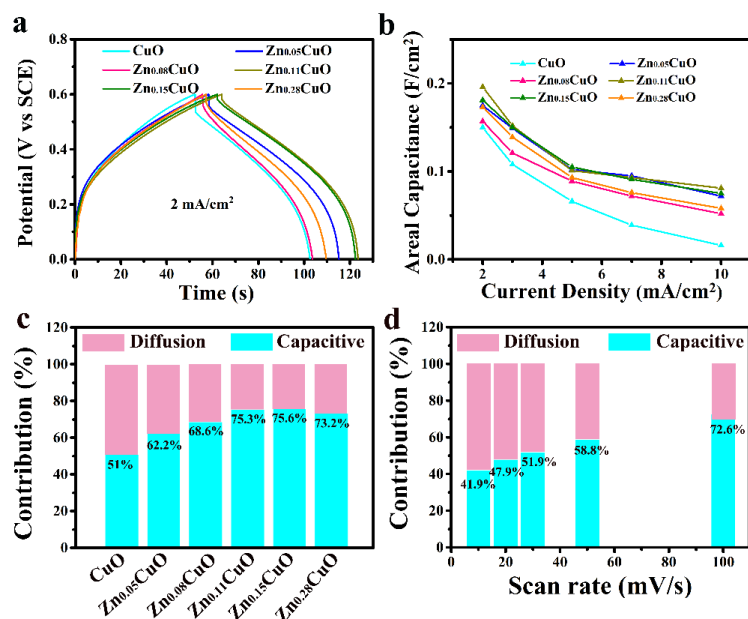 a
CuO
Zn0.05CuO
Zn0.08CuO
Zn0.11CuO
Zn0.15CuO
Zn0.28CuO
0.8
0.6
0.4
0.2
0.0
Potential (V vs SCE)
2 mA/cm²
0 20 40 60 80 100 120
Time (s)
b
CuO
Zn0.05CuO
Zn0.08CuO
Zn0.11CuO
Zn0.15CuO
Zn0.28CuO
0.2
0.1
0.0
Areal Capacitance (F/cm²)
2 4 6 8 10
Current Density (mA/cm²)
c
Diffusion
Capacitive
120
100
80
60
40
20
0
Contribution (%)
51%
62.2%
68.6%
75.3%
75.6%
73.2%
CuO
Zn0.05CuO
Zn0.08CuO
Zn0.11CuO
Zn0.15CuO
Zn0.28CuO
d
Diffusion
Capacitive
120
100
80
60
40
20
0
Contribution (%)
41.9%
47.9%
51.9%
58.8%
72.6%
0 20 40 60 80 100
Scan rate (mV/s)